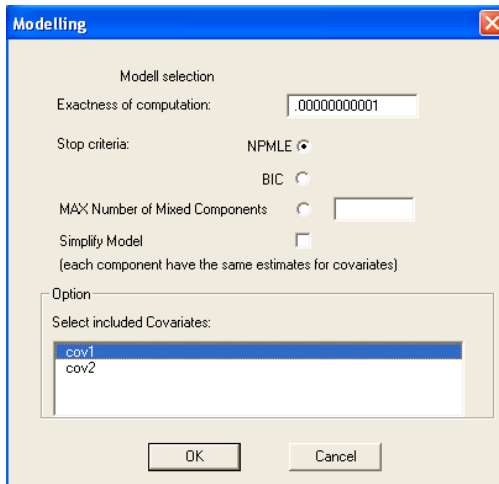 Modelling
Modell selection
Exactness of computation: .00000000001
Stop criteria: NPMLE
BIC
MAX Number of Mixed Components
Simplify Model
(each component have the same estimates for covariates)
Option
Select included Covariates:
cov1
cov2
OK Cancel